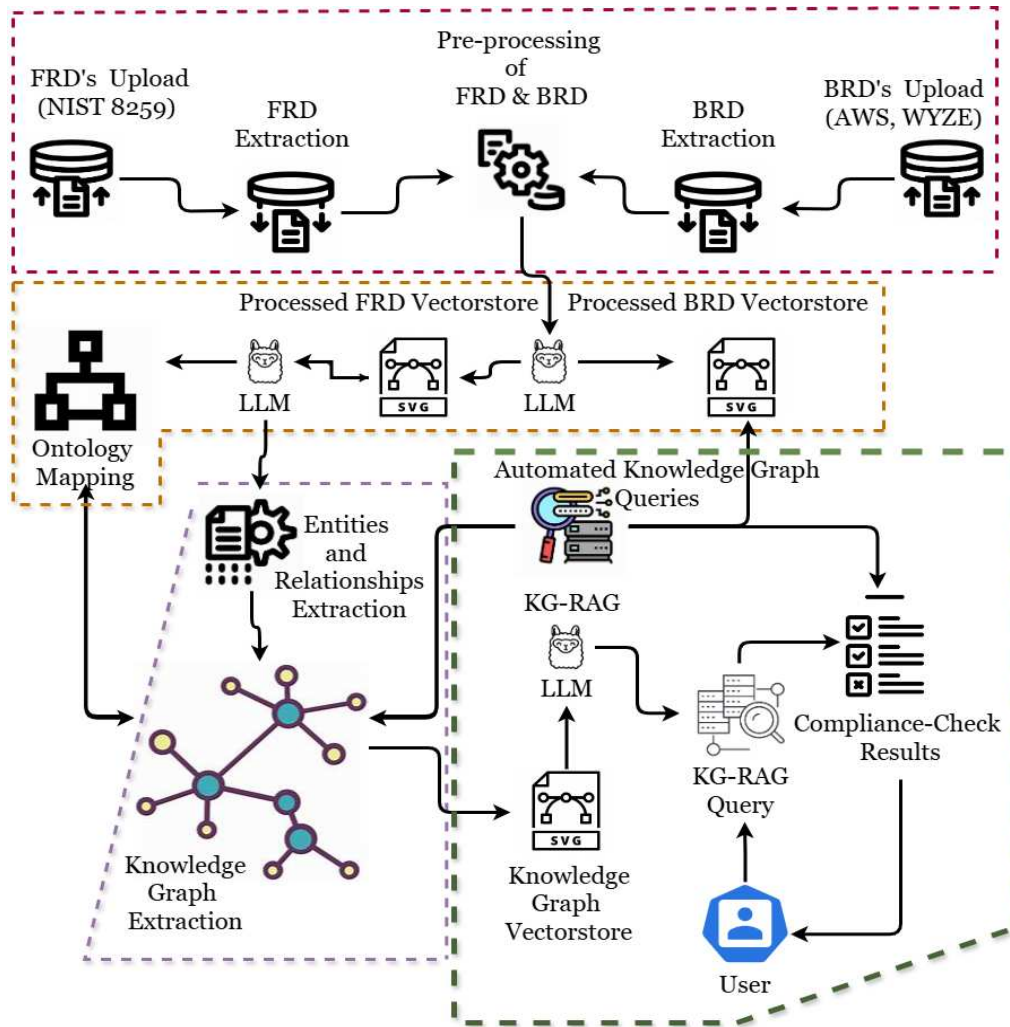 FRD's Upload
(NIST 8259)
FRD
Extraction
Pre-processing
of
FRD & BRD
BRD
Extraction
BRD's Upload
(AWS, WYZE)
Processed FRD Vectorstore
Processed BRD Vectorstore
LLM
SVG
LLM
SVG
Ontology
Mapping
Entities
and
Relationships
Extraction
Automated Knowledge Graph
Queries
KG-RAG
LLM
SVG
Knowledge
Graph
Vectorstore
KG-RAG
Query
Compliance-Check
Results
Knowledge
Graph
Extraction
User